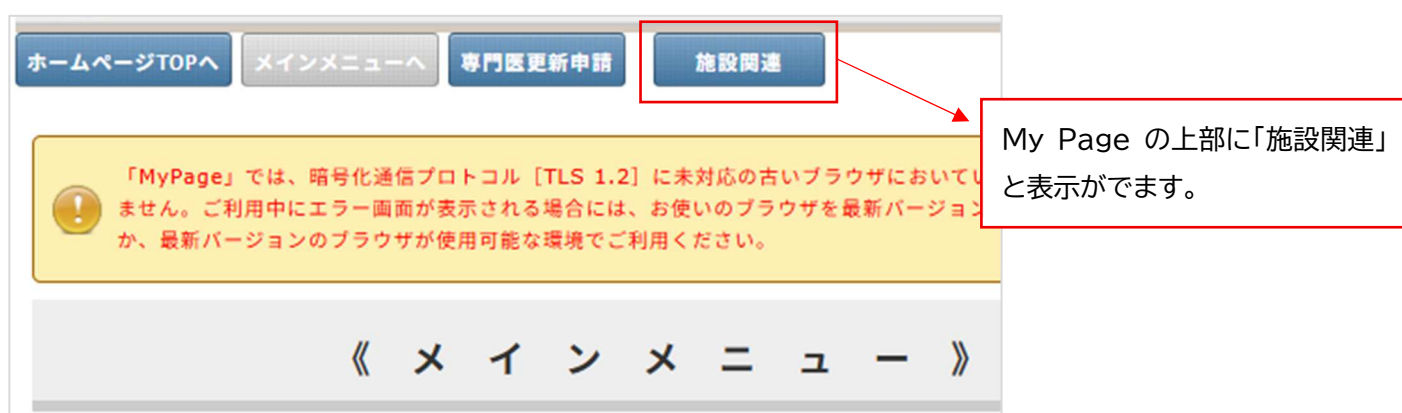 ホームページTOPへ メインメニューへ 専門医更新申請 施設関連
My Page の上部に「施設関連」
と表示がでます。
「MyPage」では、暗号化通信プロトコル［TLS 1.2］に未対応の古いブラウザにおいてい
ません。ご利用中にエラー画面が表示される場合には、お使いのブラウザを最新バージョン
か、最新バージョンのブラウザが使用可能な環境でご利用ください。
《 メ イ ン メ ニ ュ ー 》